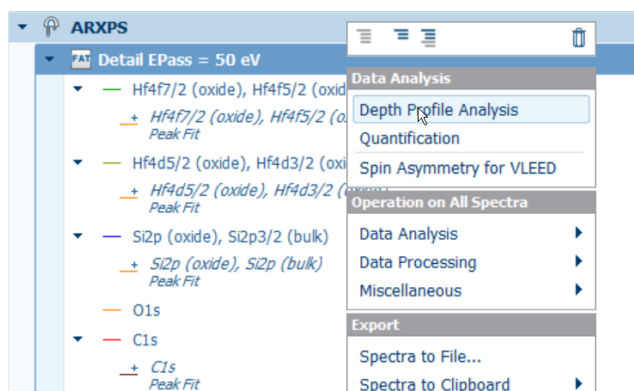 ARXPS
FAT Detail EPass = 50 eV
Hf4f7/2 (oxide), Hf4f5/2 (oxid
Hf4f7/2 (oxide), Hf4f5/2 (o
Peak Fit
Hf4d5/2 (oxide), Hf4d3/2 (oxi
Hf4d5/2 (oxide), Hf4d3/2
Peak Fit
Si2p (oxide), Si2p3/2 (bulk)
Si2p (oxide), Si2p (bulk)
Peak Fit
O1s
C1s
C1s
Peak Fit
Data Analysis
Depth Profile Analysis
Quantification
Spin Asymmetry for VLEED
Operation on All Spectra
Data Analysis
Data Processing
Miscellaneous
Export
Spectra to File...
Spectra to Clipboard